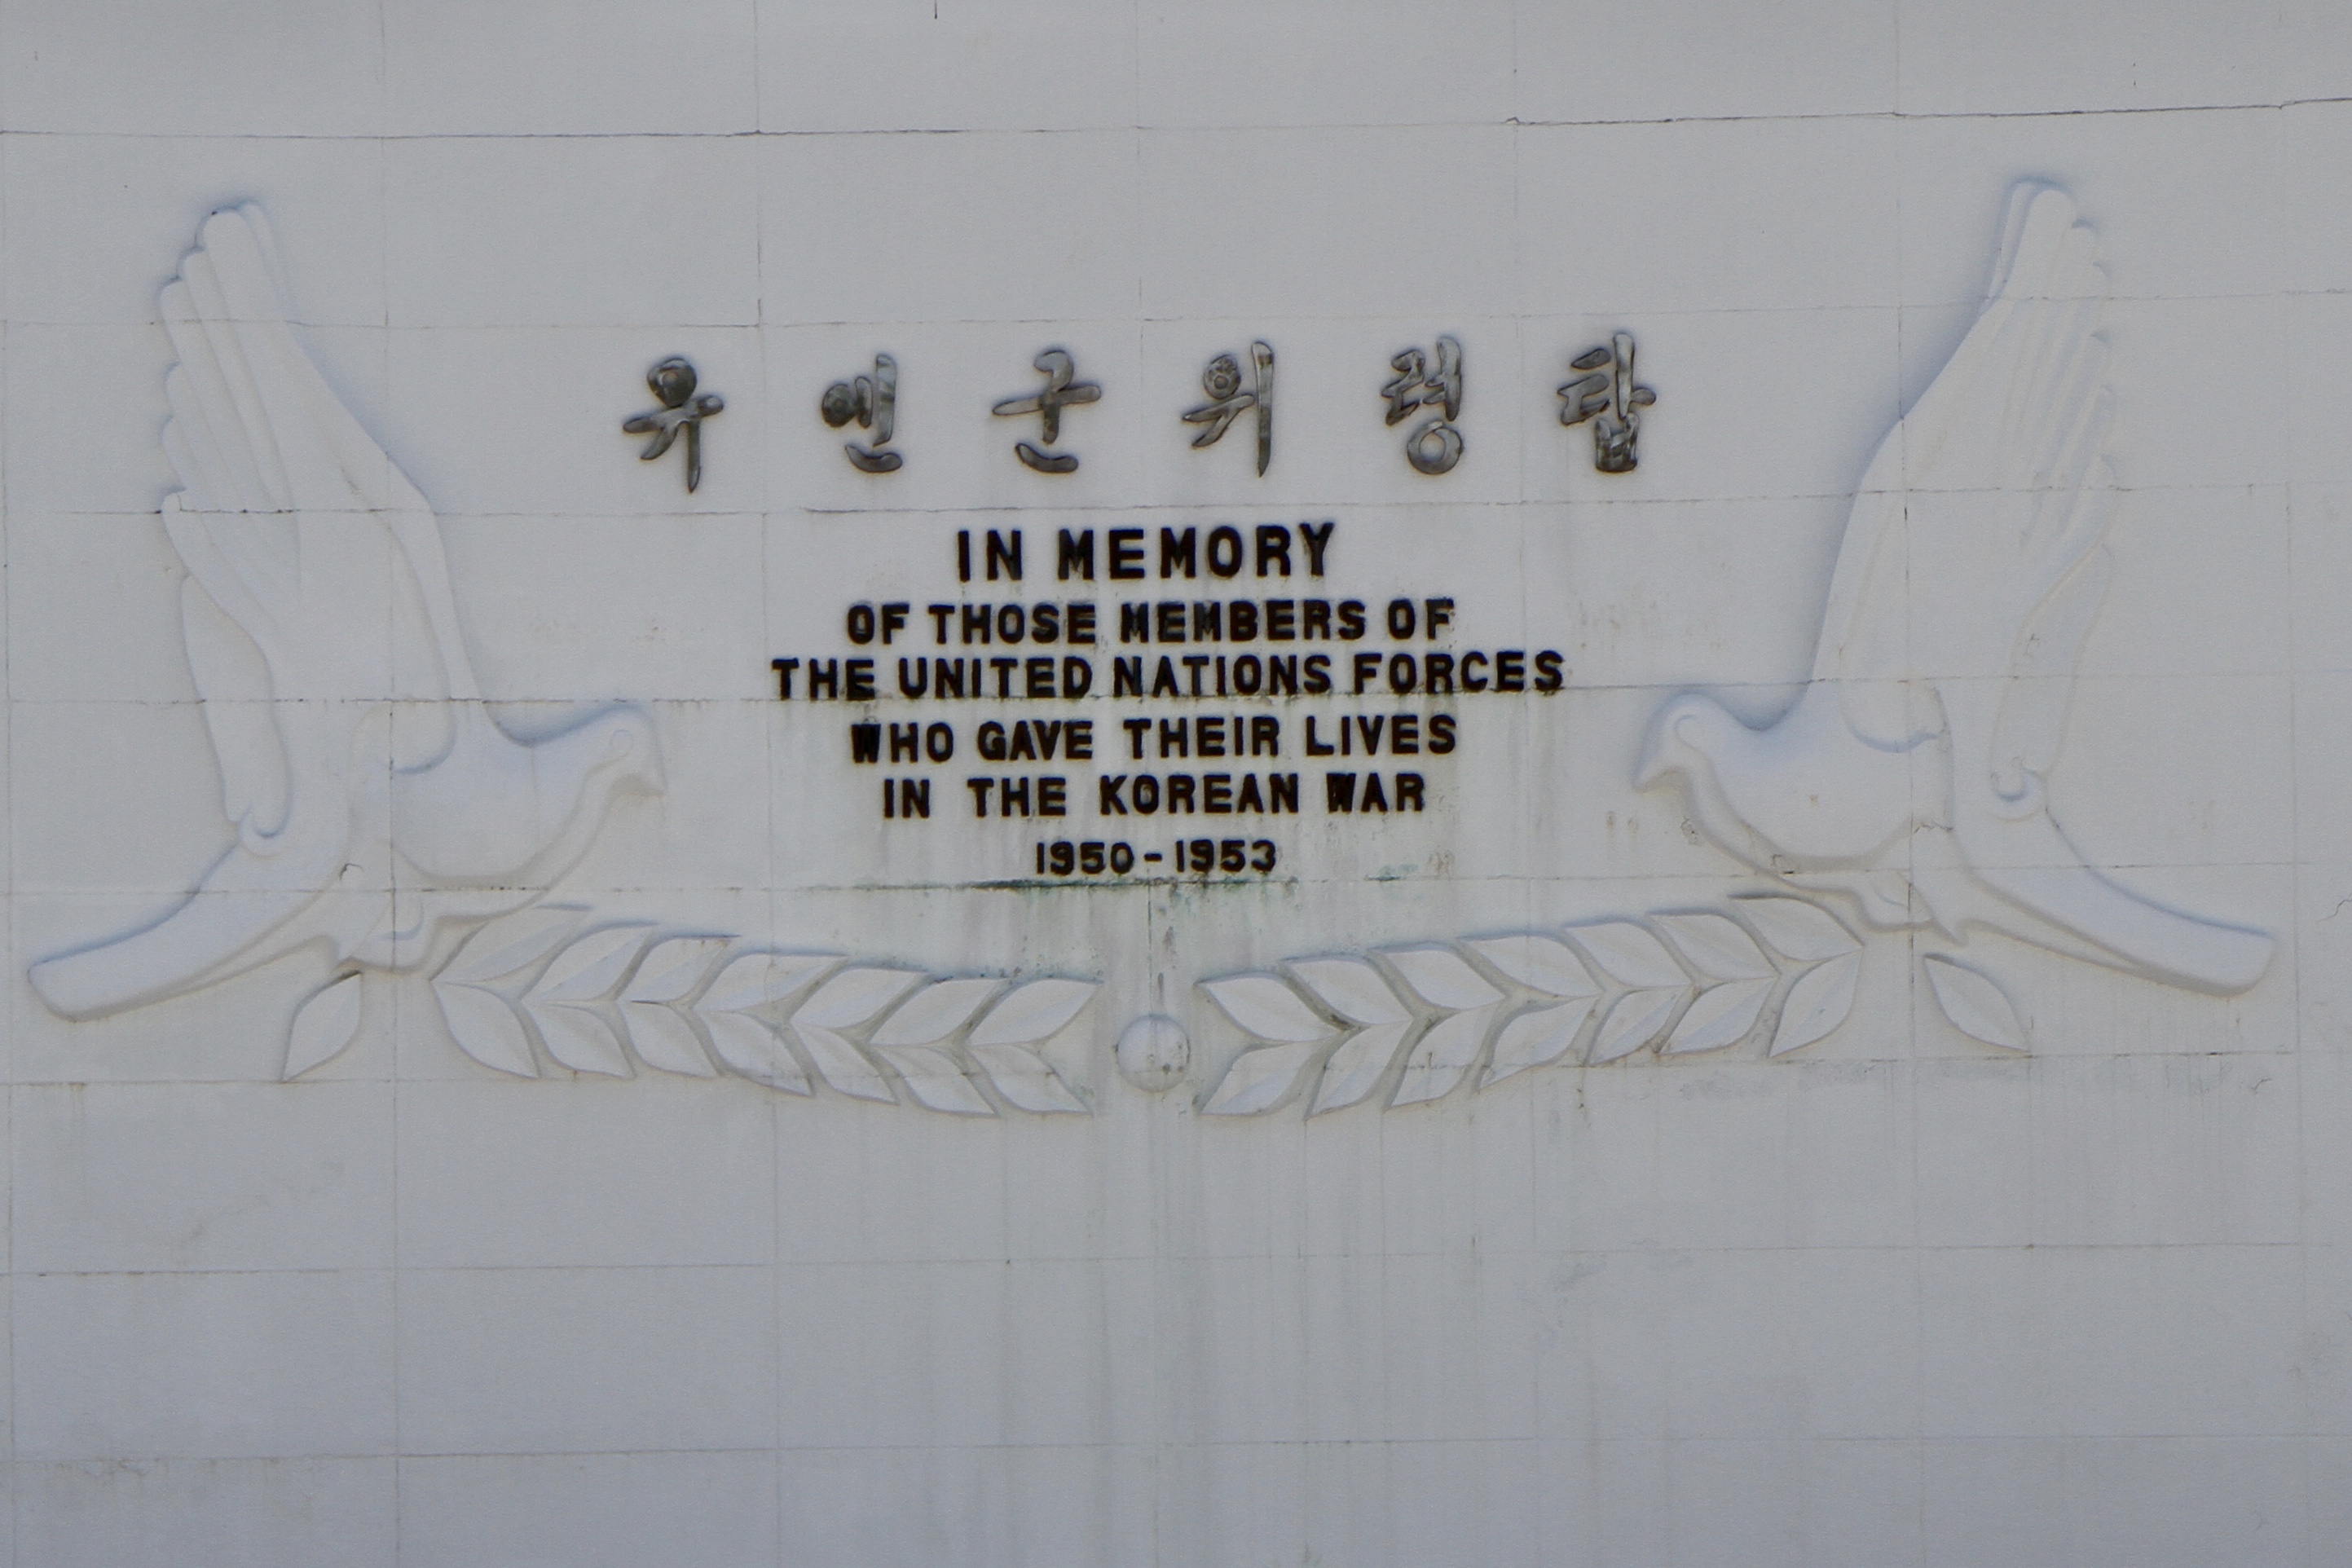 유엔군위령탑
IN MEMORY
OF THOSE MEMBERS OF
THE UNITED NATIONS FORCES
WHO GAVE THEIR LIVES
IN THE KOREAN WAR
1950-1953